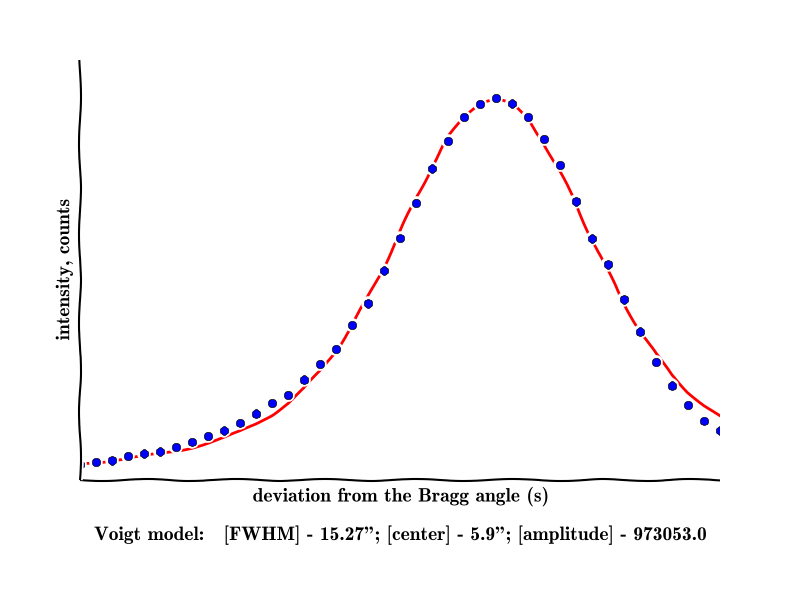 intensity, counts
deviation from the Bragg angle (s)
Voigt model: [FWHM] - 15.27”; [center] - 5.9”; [amplitude] - 973053.0